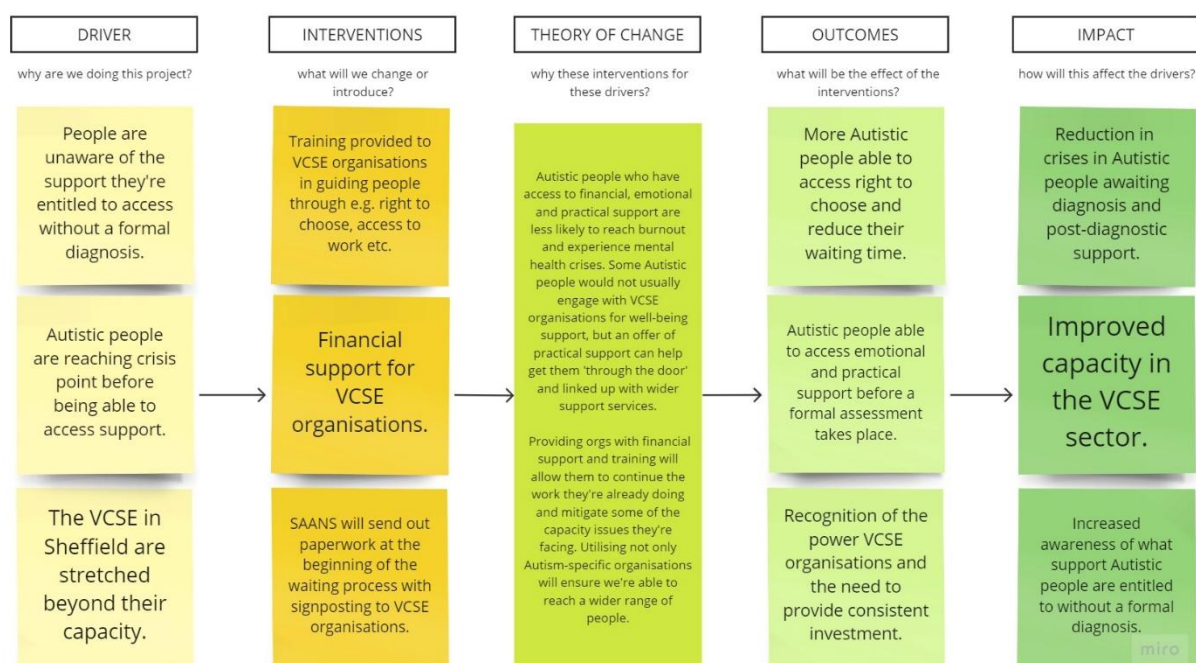 DRIVER
why are we doing this project?
People are
unaware of the
support they're
entitled to access
without a formal
diagnosis.
Autistic people
are reaching crisis
point before
being able to
access support.
The VCSE in
Sheffield are
stretched
beyond their
capacity.
INTERVENTIONS
what will we change or
introduce?
Training provided to
VCSE organisations
in guiding people
through e.g. right to
choose, access to
work etc.
Financial
support for
VCSE
organisations.
SAANS will send out
paperwork at the
beginning of the
waiting process with
signposting to VCSE
organisations.
THEORY OF CHANGE
why these interventions for
these drivers?
Autistic people who have
access to financial, emotional
and practical support are
less likely to reach burnout
and experience mental
health crises. Some Autistic
people would not usually
engage with VCSE
organisations for well-being
support, but an offer of
practical support can help
get them 'through the door'
and linked up with wider
support services.
Providing orgs with financial
support and training will
allow them to continue the
work they're already doing
and mitigate some of the
capacity issues they're
facing. Utilising not only
Autism-specific organisations
will ensure we're able to
reach a wider range of
people.
OUTCOMES
what will be the effect of the
interventions?
More Autistic
people able to
access right to
choose and
reduce their
waiting time.
Autistic people able
to access emotional
and practical
support before a
formal assessment
takes place.
Recognition of the
power VCSE
organisations and
the need to
provide consistent
investment.
IMPACT
how will this affect the drivers?
Reduction in
crises in Autistic
people awaiting
diagnosis and
post-diagnostic
support.
Improved
capacity in
the VCSE
sector.
Increased
awareness of what
support Autistic
people are entitled
to without a formal
diagnosis.
miro